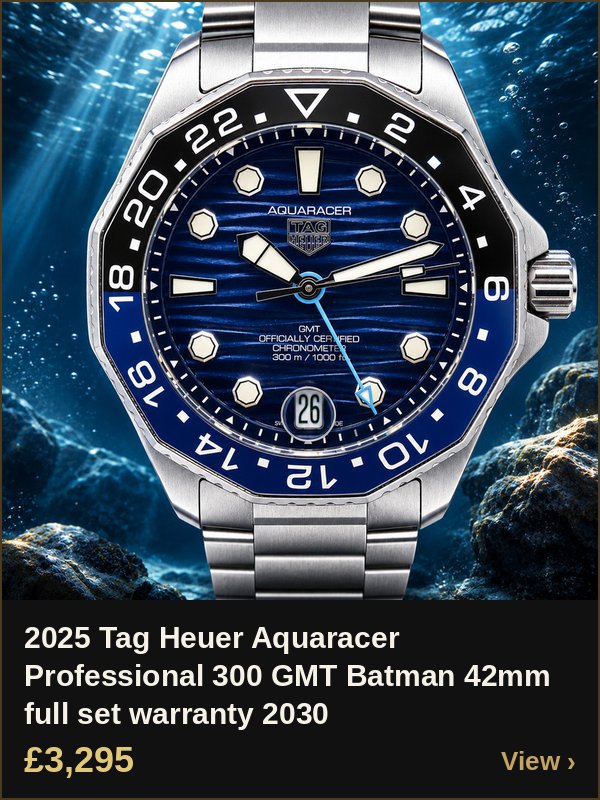 22
2
20
4
18
6
16
8
14
12
10
AQUARACER
TAG
HEUER
GMT
OFFICIALLY CERTIFIED
CHRONOMETER
300 m / 1000 ft
26
2025 Tag Heuer Aquaracer
Professional 300 GMT Batman 42mm
full set warranty 2030
£3,295
View ›